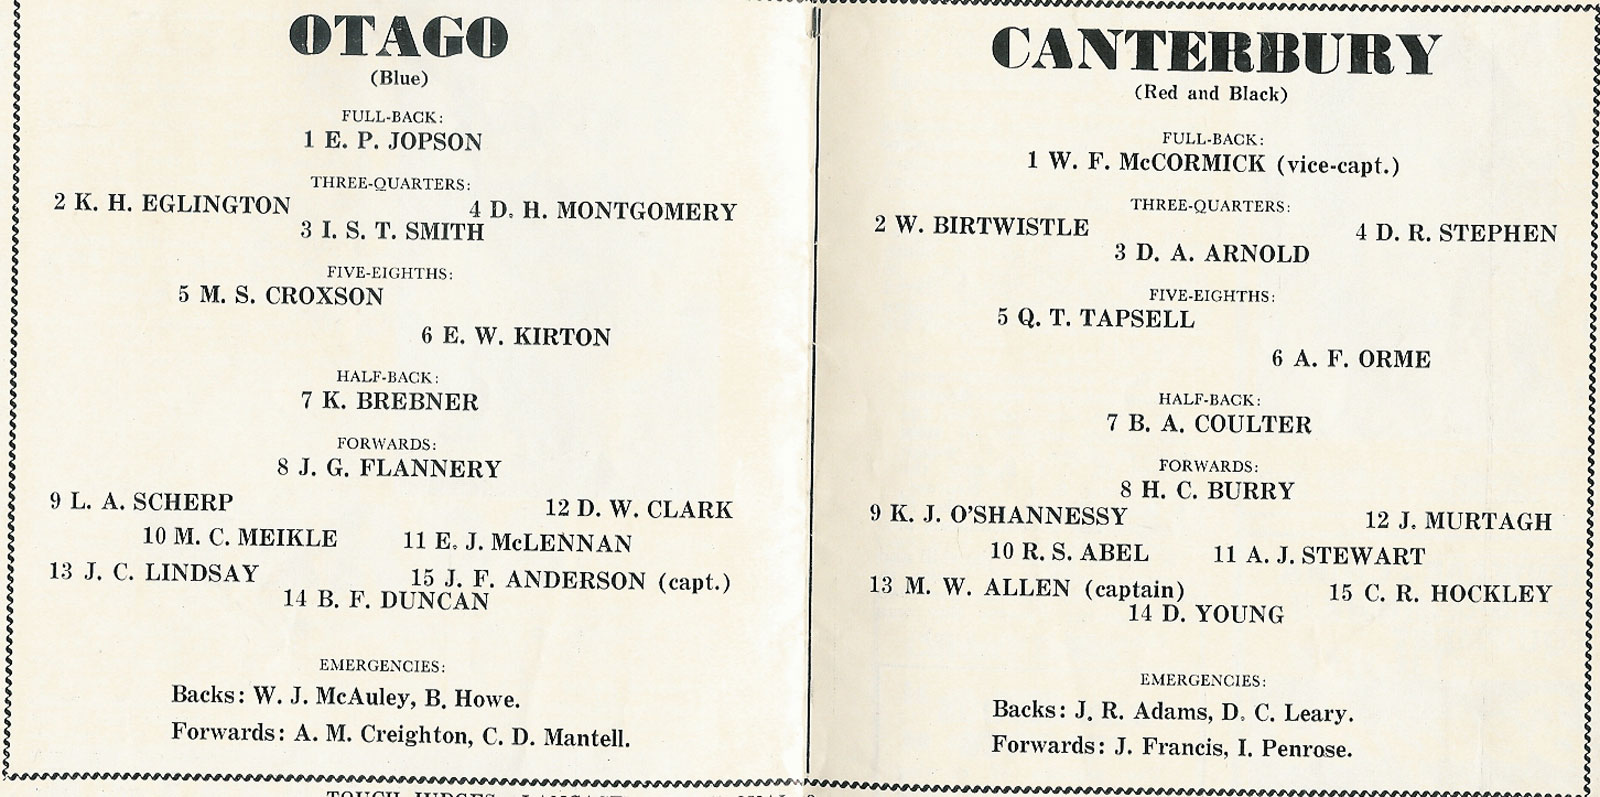 OTAGO
(Blue)
FULL-BACK:
1 E. P. JOPSON
THREE-QUARTERS:
2 K. H. EGLINGTON
4 D. H. MONTGOMERY
3 I. S. T. SMITH
FIVE-EIGHTHS:
5 M. S. CROXSON
6 E. W. KIRTON
HALF-BACK:
7 K. BREBNER
FORWARDS:
8 J. G. FLANNERY
9 L. A. SCHERP
12 D. W. CLARK
10 M. C. MEIKLE
11 E. J. McLENNAN
13 J. C. LINDSAY
15 J. F. ANDERSON (capt.)
14 B. F. DUNCAN
EMERGENCIES:
Backs: W. J. McAuley, B. Howe.
Forwards: A. M. Creighton, C. D. Mantell.
CANTERBURY
(Red and Black)
FULL-BACK:
1 W. F. McCORMICK (vice-capt.)
THREE-QUARTERS:
2 W. BIRTWISTLE
4 D. R. STEPHEN
3 D. A. ARNOLD
FIVE-EIGHTHS:
5 Q. T. TAPSELL
6 A. F. ORME
HALF-BACK:
7 B. A. COULTER
FORWARDS:
8 H. C. BURRY
9 K. J. O'SHANNESSY
12 J. MURTAGH
10 R. S. ABEL
11 A. J. STEWART
13 M. W. ALLEN (captain)
15 C. R. HOCKLEY
14 D. YOUNG
EMERGENCIES:
Backs: J. R. Adams, D. C. Leary.
Forwards: J. Francis, I. Penrose.
TOUCH JUDGES